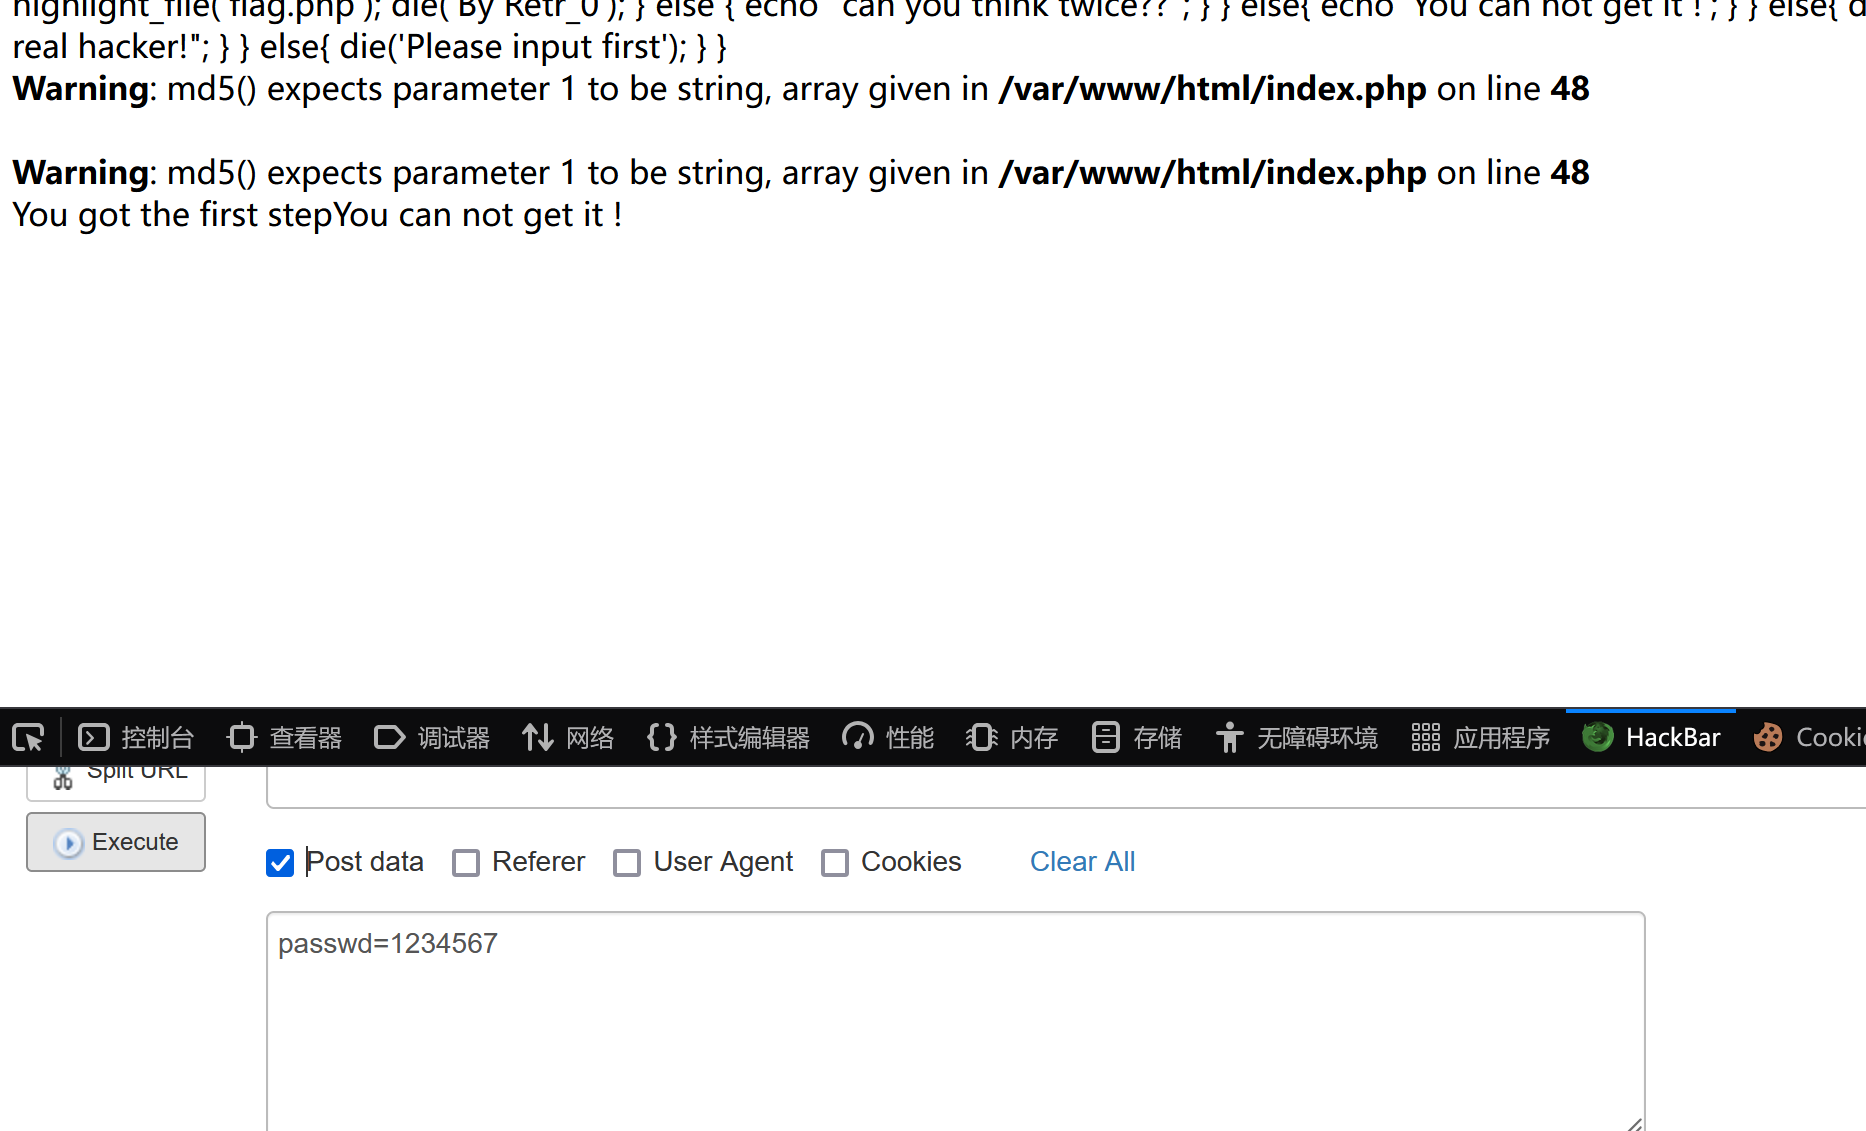 highlight_file('flag.php'); die('By Retr_0'); } else { echo "can you think twice??"; } } else{ echo 'You can not get it !'; } } else{ d
real hacker!"; } } else{ die('Please input first'); } }
Warning: md5() expects parameter 1 to be string, array given in /var/www/html/index.php on line 48
Warning: md5() expects parameter 1 to be string, array given in /var/www/html/index.php on line 48
You got the first stepYou can not get it !
控制台 查看器 调试器 网络 {} 样式编辑器 性能 内存 存储 无障碍环境 应用程序 HackBar Cookie
Split URL
Execute
Post data Referer User Agent Cookies Clear All
passwd=1234567